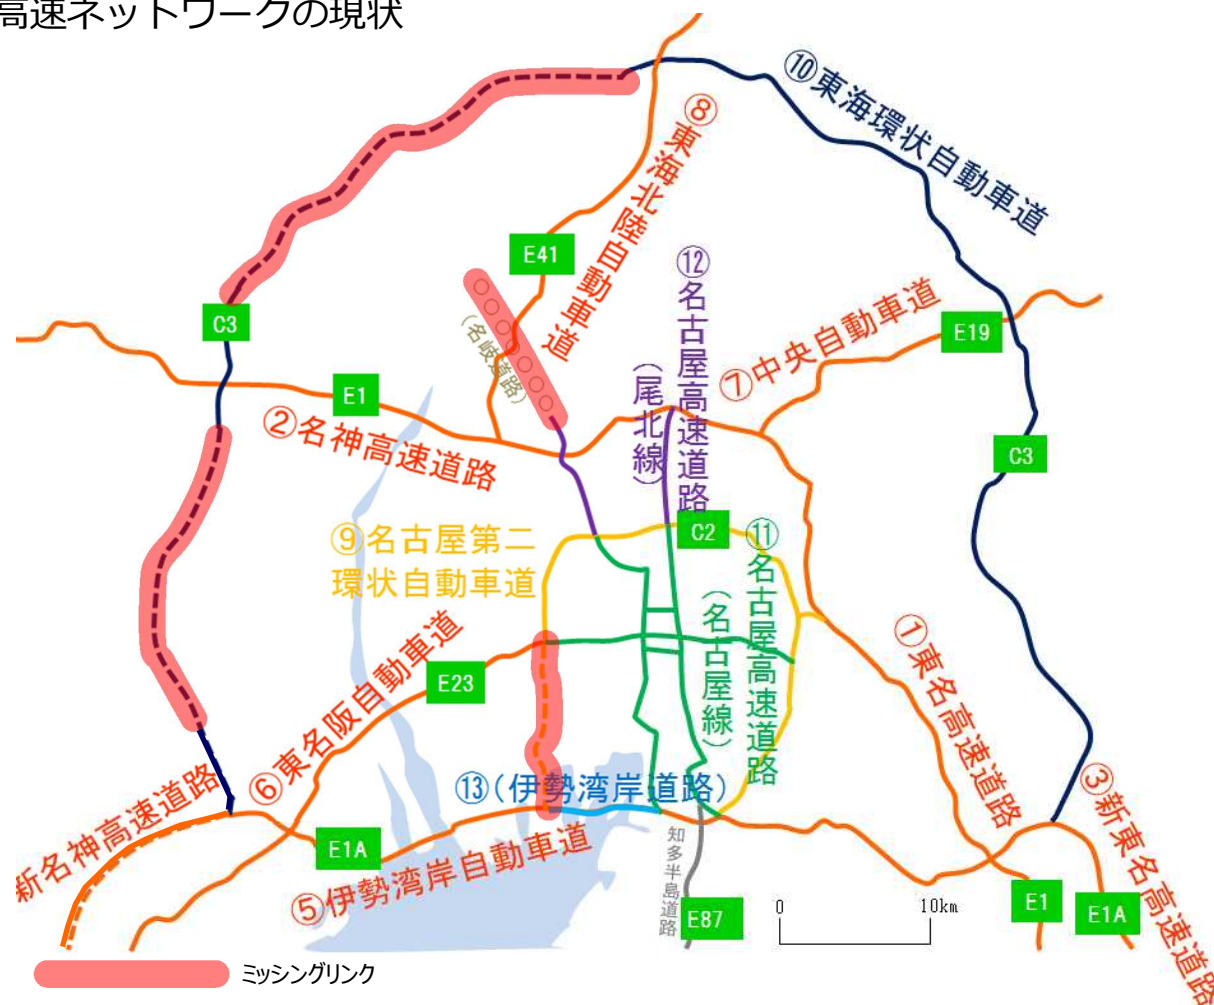 高速ネットワークの現状
⑩東海環状自動車道
⑧東海北陸自動車道
E41
⑫名古屋高速道路
(尾北線)
(名岐道路)
C3
⑦中央自動車道
E19
E1
②名神高速道路
C3
⑨名古屋第二
環状自動車道
C2
⑪名古屋高速道路
(名古屋線)
⑥東名阪自動車道
E23
①東名高速道路
⑬(伊勢湾岸道路)
③新東名高速道路
新名神高速道路
E1A
⑤伊勢湾岸自動車道
知多半島道路
E87
0
10km
E1
E1A
ミッシングリンク